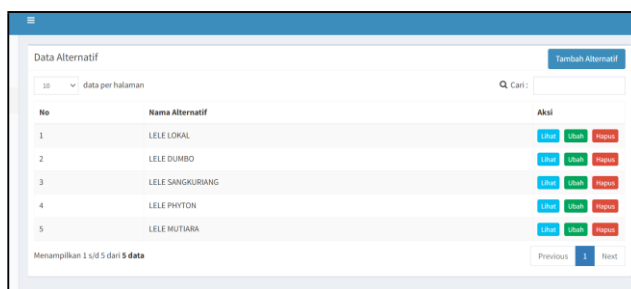 Data Alternatif
Tambah Alternatif
10 data per halaman
Cari :
No Nama Alternatif Aksi
1 LELE LOKAL Lihat Ubah Hapus
2 LELE DUMBO Lihat Ubah Hapus
3 LELE SANGKURIANG Lihat Ubah Hapus
4 LELE PHYTON Lihat Ubah Hapus
5 LELE MUTIARA Lihat Ubah Hapus
Menampilkan 1 s/d 5 dari 5 data
Previous 1 Next